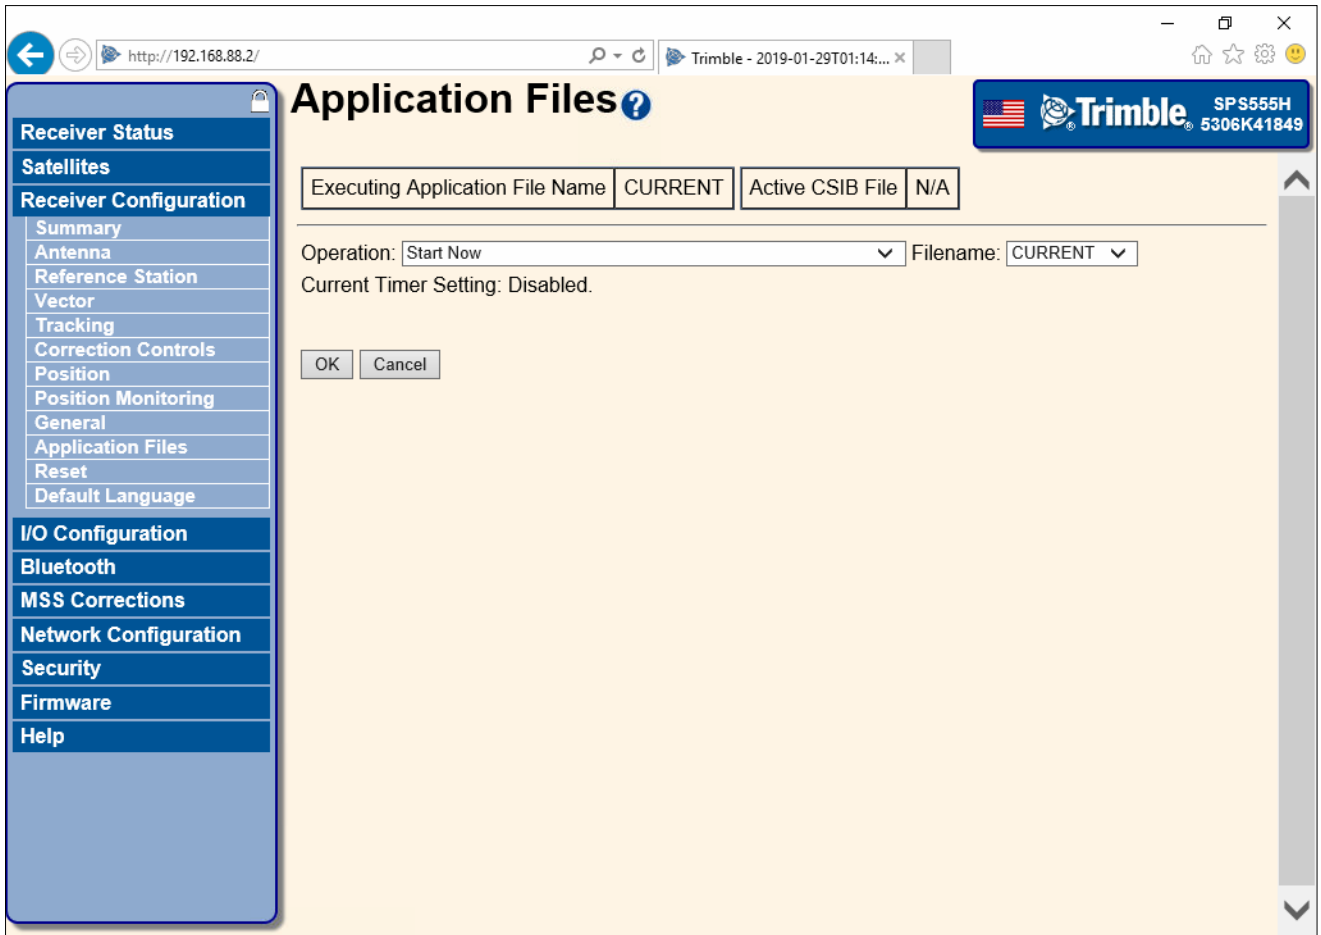 http://192.168.88.2/
Trimble - 2019-01-29T01:14:...
Receiver Status
Satellites
Receiver Configuration
Summary
Antenna
Reference Station
Vector
Tracking
Correction Controls
Position
Position Monitoring
General
Application Files
Reset
Default Language
I/O Configuration
Bluetooth
MSS Corrections
Network Configuration
Security
Firmware
Help
Application Files ?
Trimble® SPS555H
5306K41849
Executing Application File Name CURRENT Active CSIB File N/A
Operation: Start Now Filename: CURRENT
Current Timer Setting: Disabled.
OK Cancel